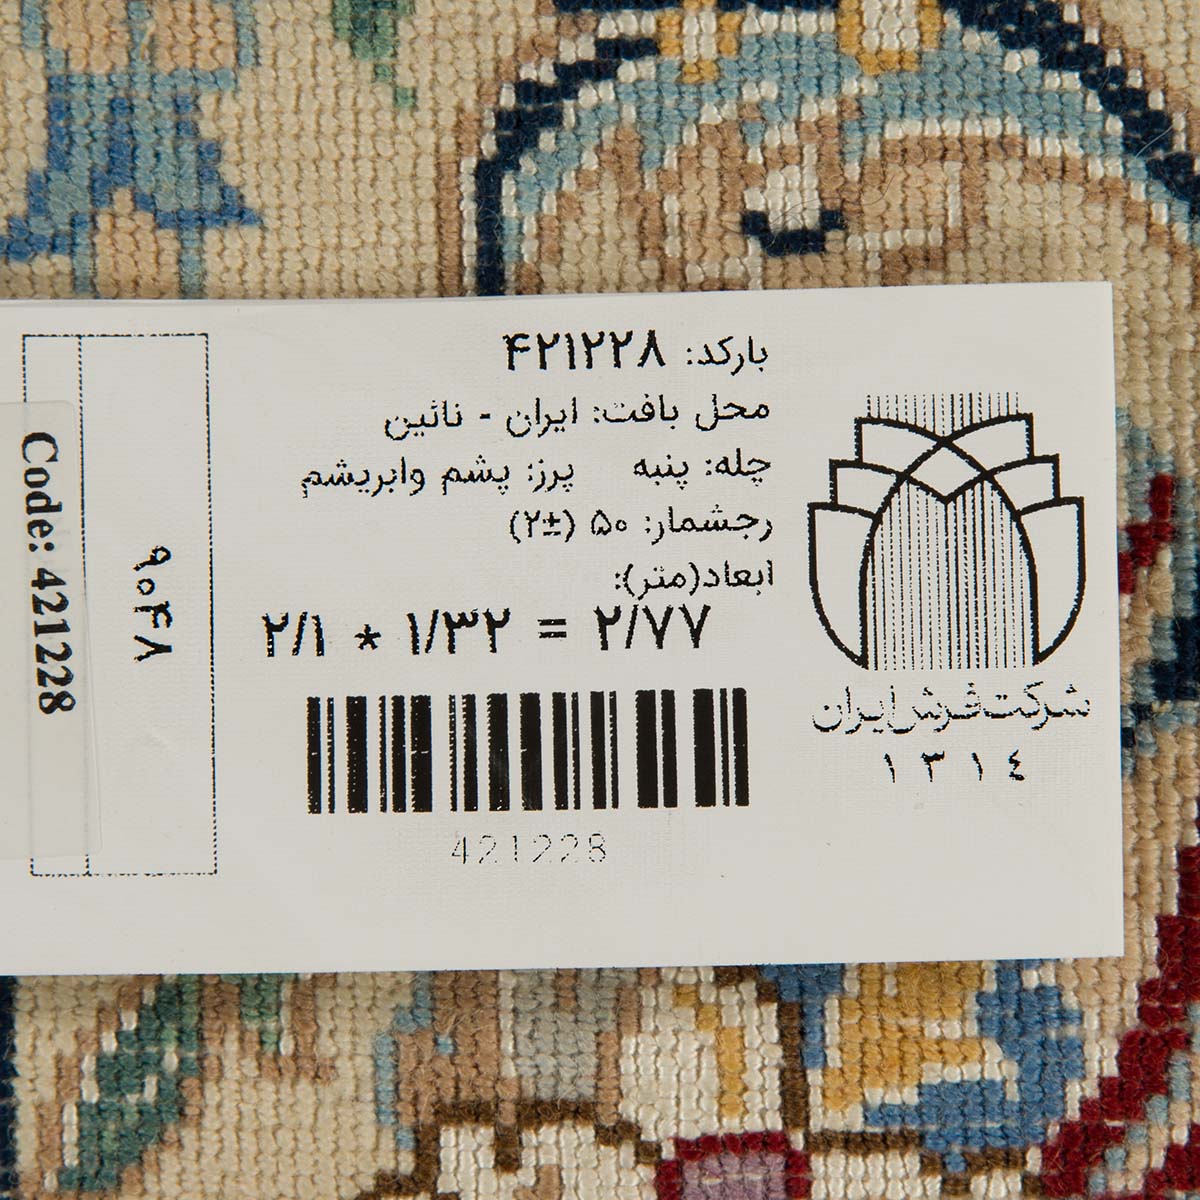 بارکد: ۴۲۱۲۲۸
محل بافت: ایران - نائین
چله: پنبه پرز: پشم وابریشم
رجشمار: ۵۰ (±۲)
ابعاد(متر):
۲/۱ * ۱/۳۲ = ۲/۷۷
421228
شرکت فرش ایران
١٣١٤
۹۰۴۸
Code: 421228